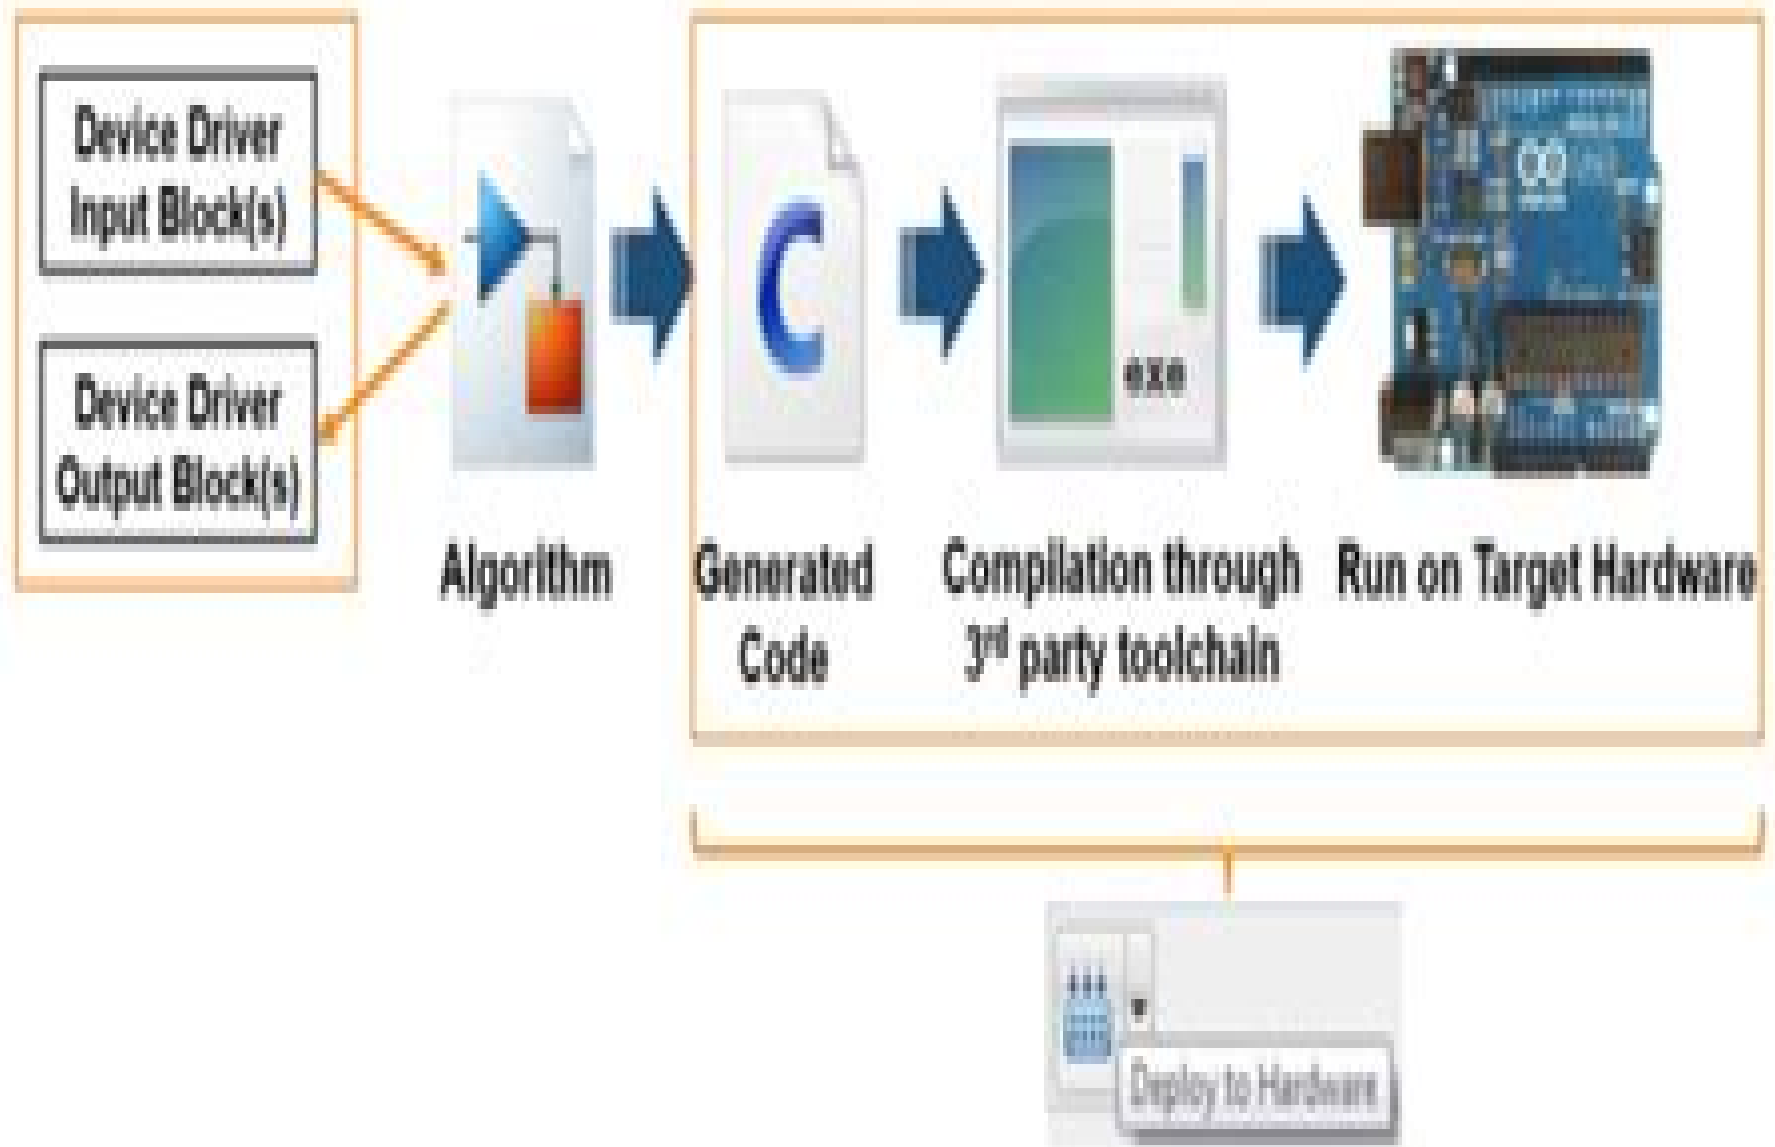 Device Driver
Input Block(s)
Device Driver
Output Block(s)
Algorithm
C
Generated
Code
exe
Compilation through
3rd party toolchain
Run on Target Hardware
Deploy to Hardware